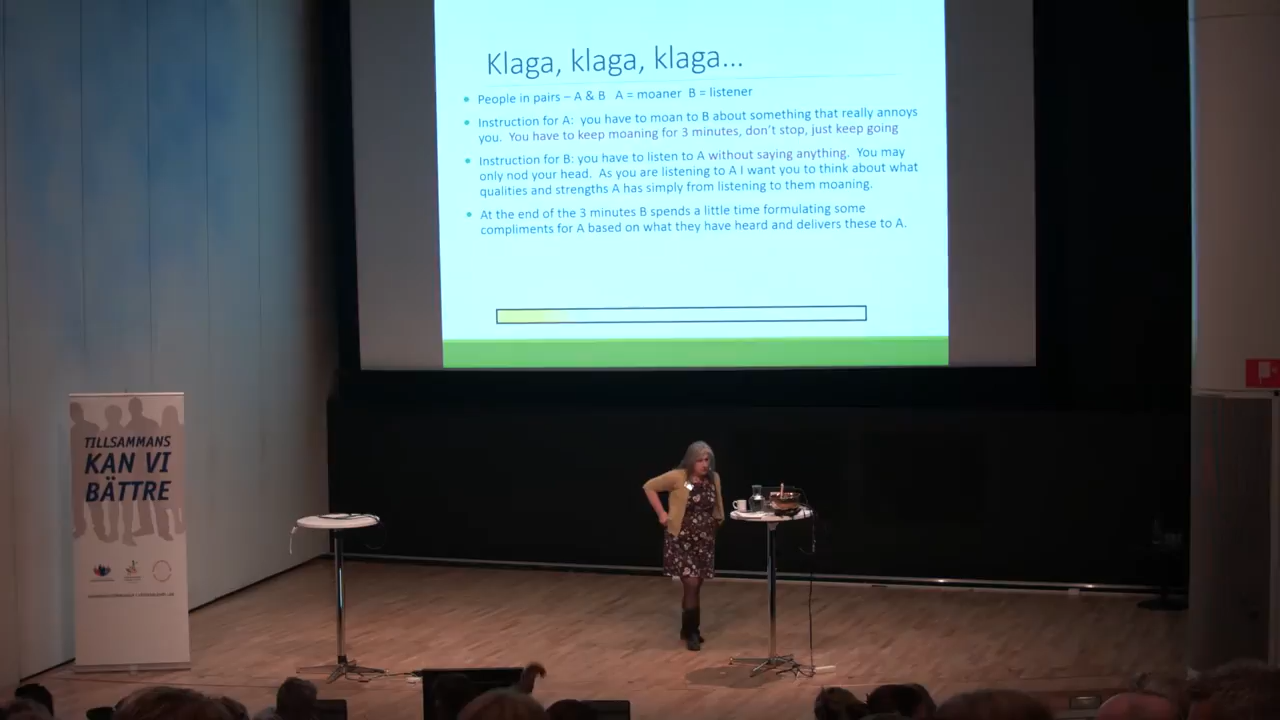 Klaga, klaga, klaga...
People in pairs – A & B A = moaner B = listener
Instruction for A: you have to moan to B about something that really annoys
you. You have to keep moaning for 3 minutes, don't stop, just keep going
Instruction for B: you have to listen to A without saying anything. You may
only nod your head. As you are listening to A I want you to think about what
qualities and strengths A has simply from listening to them moaning.
At the end of the 3 minutes B spends a little time formulating some
compliments for A based on what they have heard and delivers these to A.
TILLSAMMANS
KAN VI
BÄTTRE